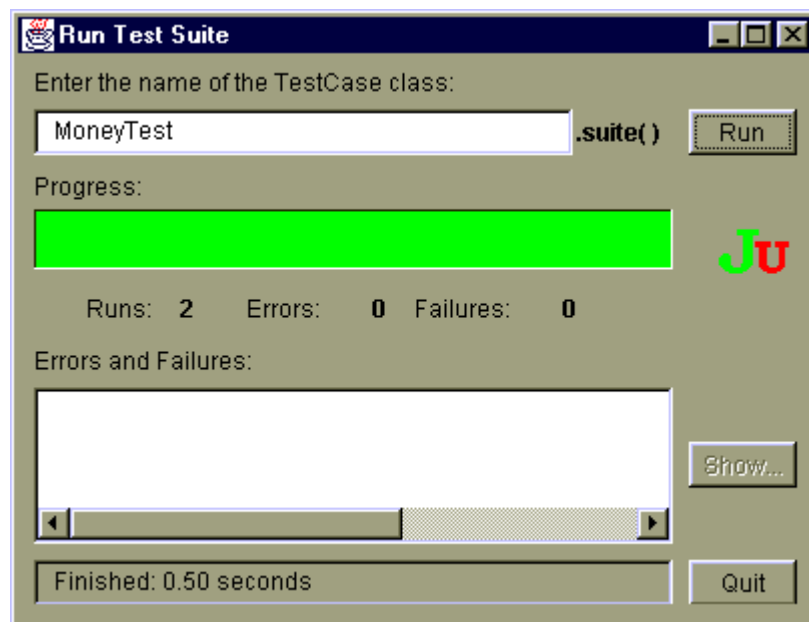 Run Test Suite
Enter the name of the TestCase class:
MoneyTest .suite( ) Run
Progress:
JU
Runs: 2 Errors: 0 Failures: 0
Errors and Failures:
Show...
Finished: 0.50 seconds Quit